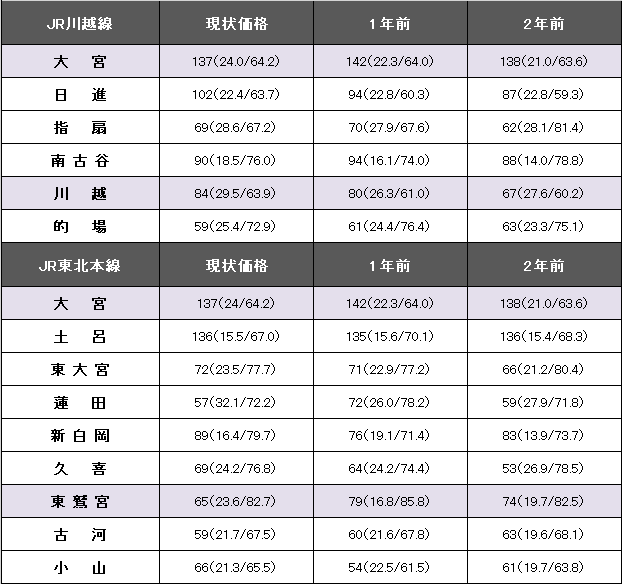 JR川越線 現状価格 1年前 2年前
大宮 137(24.0/64.2) 142(22.3/64.0) 138(21.0/63.6)
日進 102(22.4/63.7) 94(22.8/60.3) 87(22.8/59.3)
指扇 69(28.6/67.2) 70(27.9/67.6) 62(28.1/81.4)
南古谷 90(18.5/76.0) 94(16.1/74.0) 88(14.0/78.8)
川越 84(29.5/63.9) 80(26.3/61.0) 67(27.6/60.2)
的場 59(25.4/72.9) 61(24.4/76.4) 63(23.3/75.1)
JR東北本線 現状価格 1年前 2年前
大宮 137(24/64.2) 142(22.3/64.0) 138(21.0/63.6)
土呂 136(15.5/67.0) 135(15.6/70.1) 136(15.4/68.3)
東大宮 72(23.5/77.7) 71(22.9/77.2) 66(21.2/80.4)
蓮田 57(32.1/72.2) 72(26.0/78.2) 59(27.9/71.8)
新白岡 89(16.4/79.7) 76(19.1/71.4) 83(13.9/73.7)
久喜 69(24.2/76.8) 64(24.2/74.4) 53(26.9/78.5)
東鷲宮 65(23.6/82.7) 79(16.8/85.8) 74(19.7/82.5)
古河 59(21.7/67.5) 60(21.6/67.8) 63(19.6/68.1)
小山 66(21.3/65.5) 54(22.5/61.5) 61(19.7/63.8)